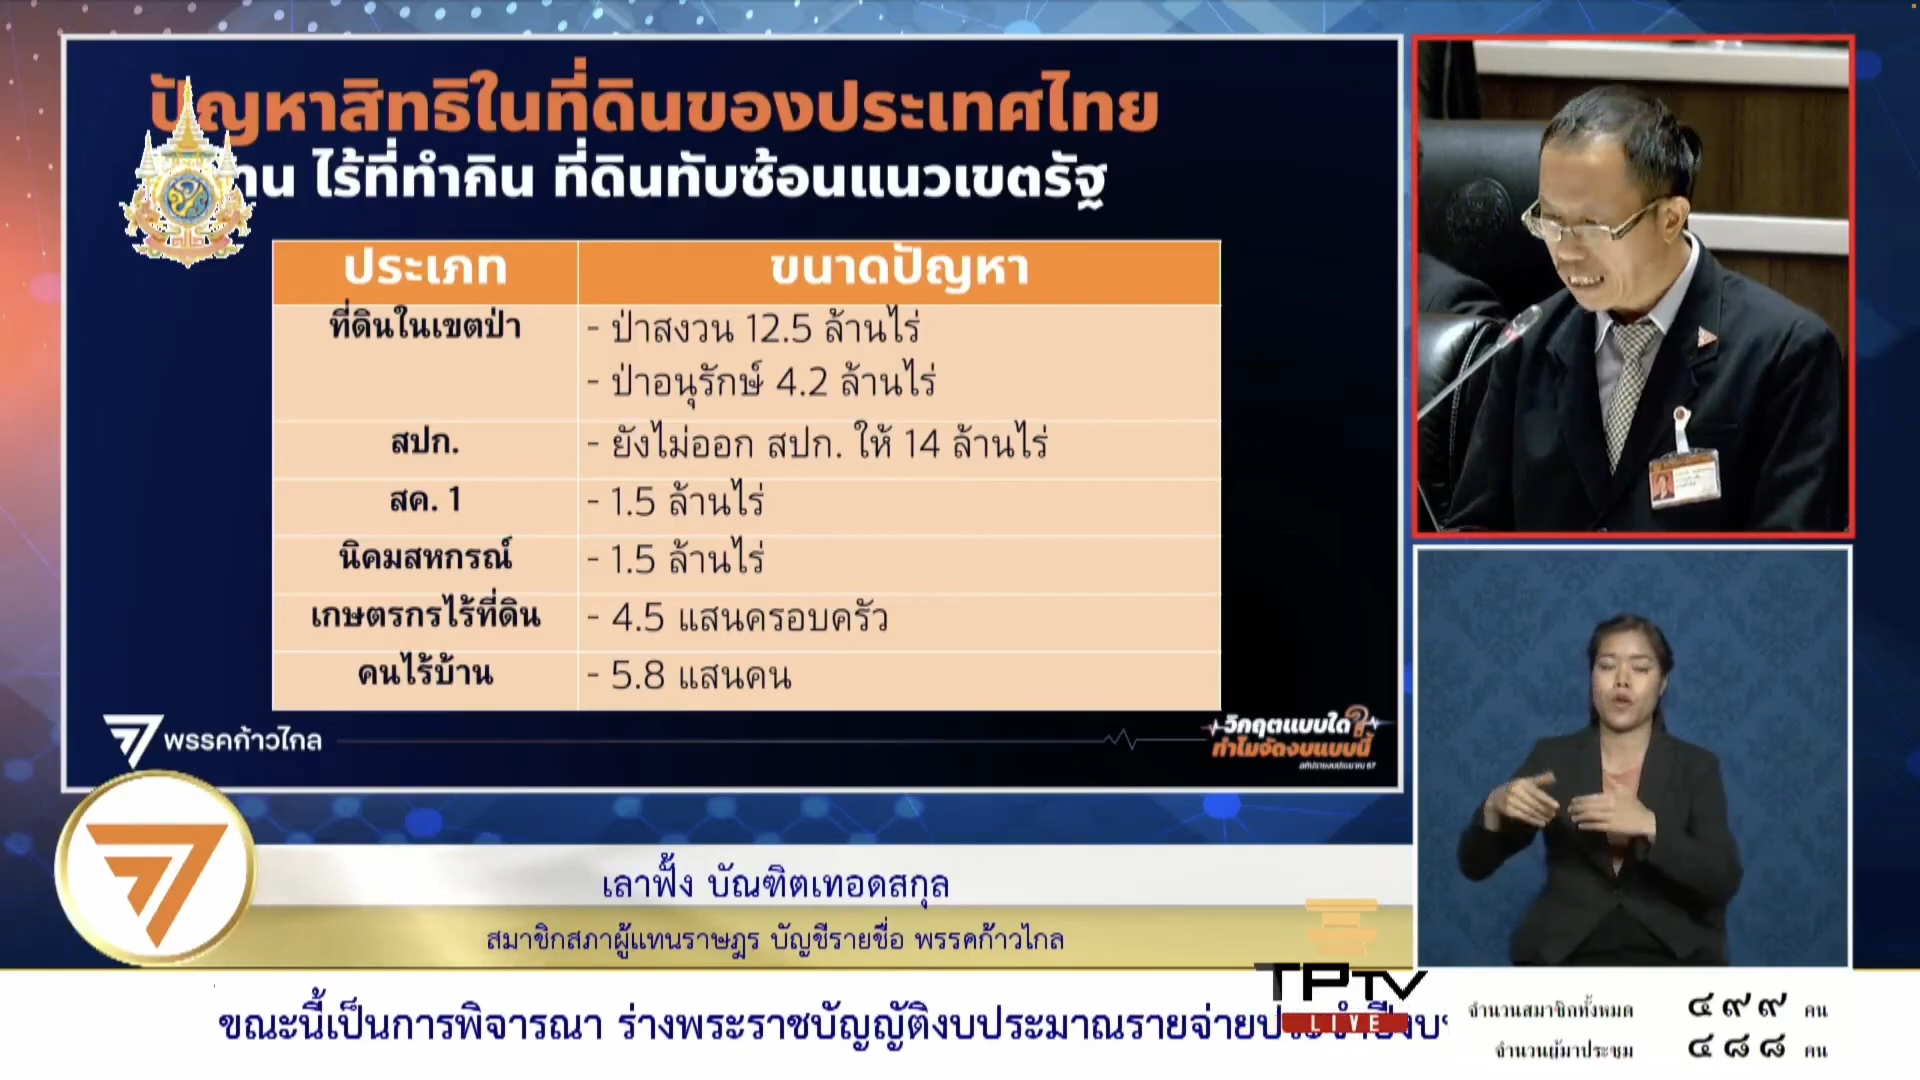 ปัญหาสิทธิในที่ดินของประเทศไทย
ไร้ที่ทำกิน ที่ดินทับซ้อนแนวเขตรัฐ
ประเภท ขนาดปัญหา
ที่ดินในเขตป่า - ป่าสงวน 12.5 ล้านไร่
- ป่าอนุรักษ์ 4.2 ล้านไร่
สปก. - ยังไม่ออก สปก. ให้ 14 ล้านไร่
สค. 1 - 1.5 ล้านไร่
นิคมสหกรณ์ - 1.5 ล้านไร่
เกษตรกรไร้ที่ดิน - 4.5 แสนครอบครัว
คนไร้บ้าน - 5.8 แสนคน
พรรคก้าวไกล
วิกฤตแบบใด?
ทำไมจัดงบแบบนี้
อภิปรายงบประมาณ 67
เลาฟั้ง บัณฑิตเทอดสกุล
สมาชิกสภาผู้แทนราษฎร บัญชีรายชื่อ พรรคก้าวไกล
TPTV
LIVE
ขณะนี้เป็นการพิจารณา ร่างพระราชบัญญัติงบประมาณรายจ่าย
จำนวนสมาชิกทั้งหมด ๔๙๙ คน
จำนวนผู้มาประชุม ๔๘๘ คน